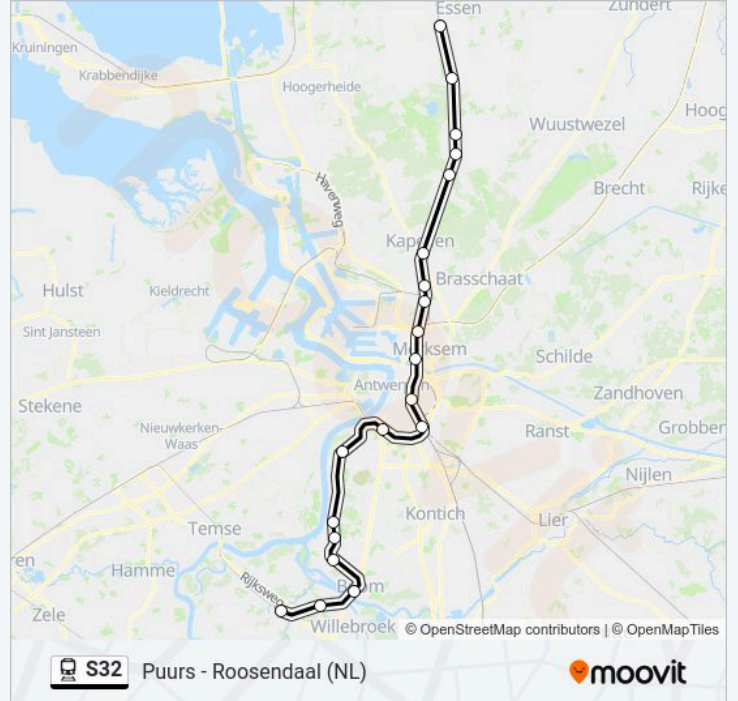 Essen
Zundert
Kruiningen
Krabbendijke
Hoogerheide
Hoog
Wuustwezel
Havenweg
Brecht
Rijke
Kapellen
Brasschaat
Hulst
Kieldrecht
Sint Jansteen
Merksem
Schilde
Antwerpen
Zandhoven
Stekene
Nieuwkerken-
Waas
Ranst
Grobben
Nijlen
Kontich
Lier
Temse
ren
Hamme
Rijksweg
Boom
Zele
Willebroek
© OpenStreetMap contributors | © OpenMapTiles
S32 Puurs - Roosendaal (NL)
moovit